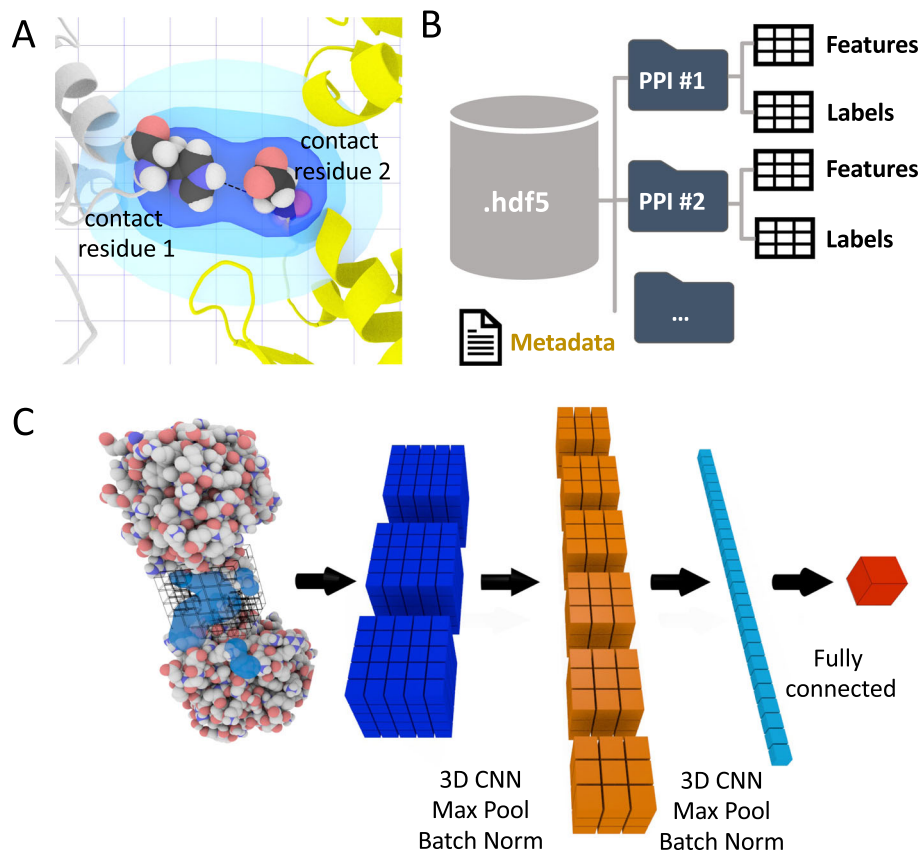 A
contact
residue 2
contact
residue 1
B
.hdf5
Metadata
PPI #1
Features
Labels
PPI #2
Features
Labels
...
C
3D CNN
Max Pool
Batch Norm
3D CNN
Max Pool
Batch Norm
Fully
connected